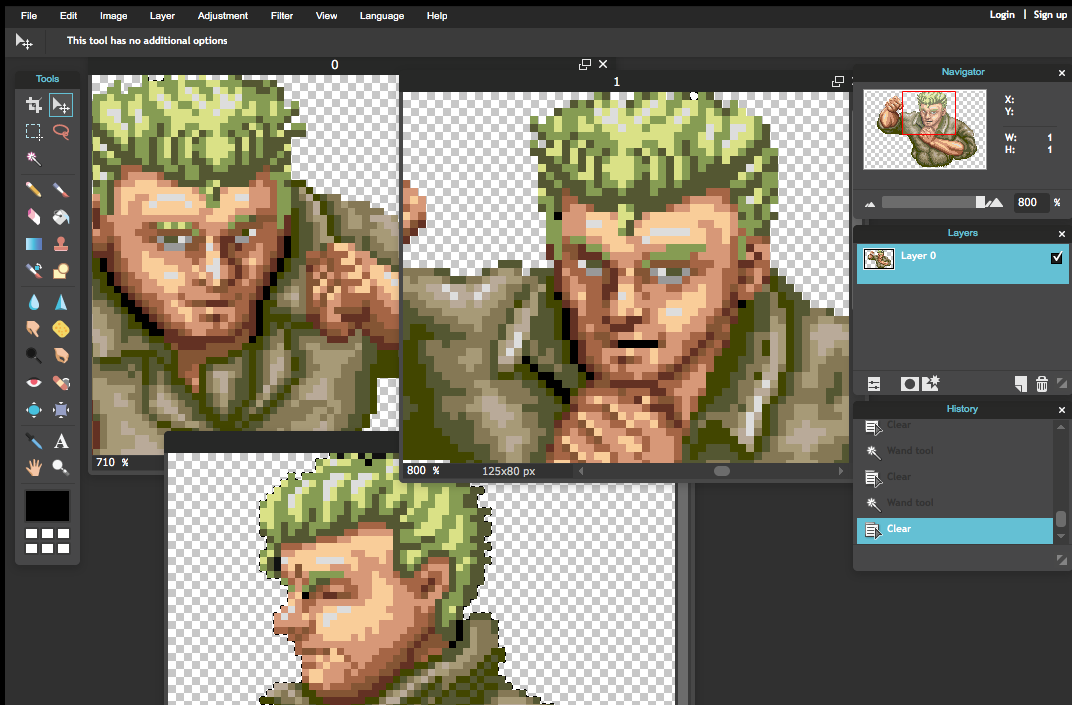 File Edit Image Layer Adjustment Filter View Language Help Login | Sign up
This tool has no additional options
Tools
0
1
Navigator
X:
Y:
W: 1
H: 1
800 %
Layers
Layer 0
History
Clear
Wand tool
Clear
Wand tool
Clear
A
710 %
800 % 125x80 px